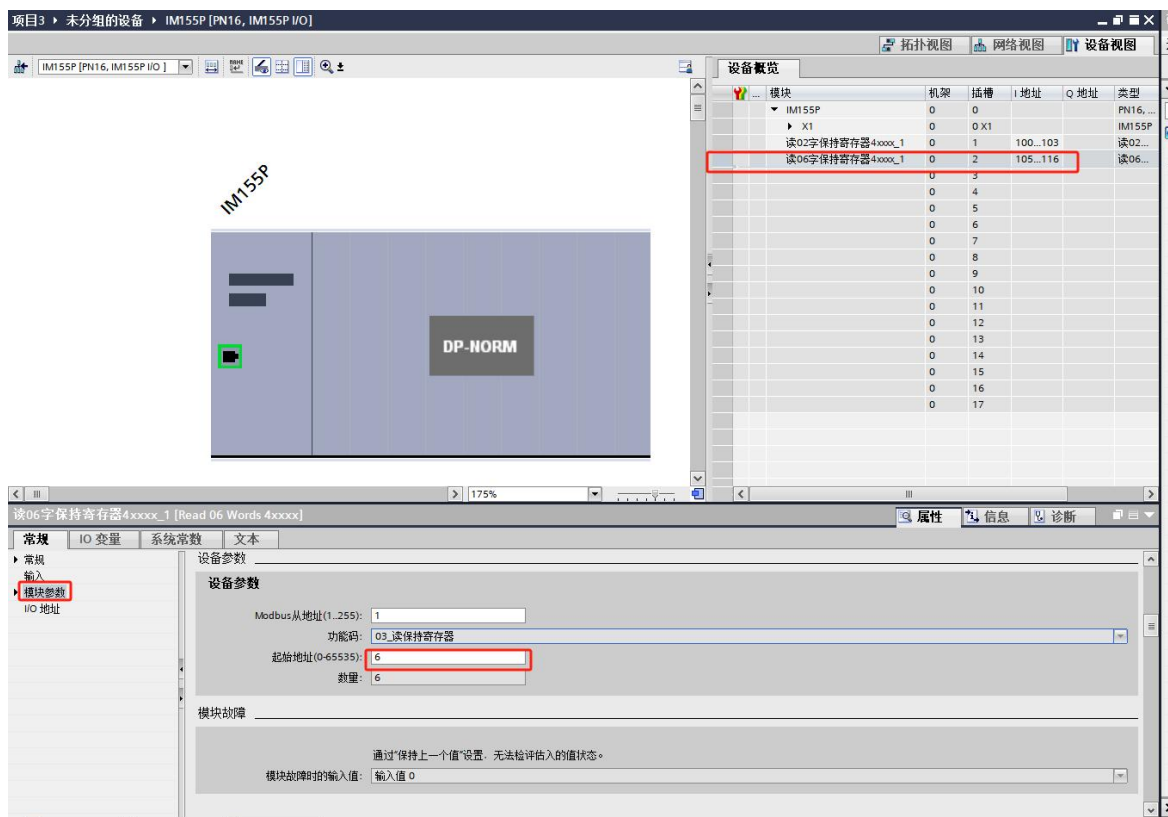 项目3 ▸ 未分组的设备 ▸ IM155P [PN16, IM155P I/O]
拓扑视图 网络视图 设备视图
IM155P [PN16, IM155P I/O ]
设备概览
... 模块 机架 插槽 I 地址 Q 地址 类型
IM155P 0 0 PN16, ...
X1 0 0 X1 IM155P
读02字保持寄存器4xxxx_1 0 1 100...103 读02...
读06字保持寄存器4xxxx_1 0 2 105...116 读06...
0 3
0 4
0 5
0 6
0 7
0 8
0 9
0 10
0 11
0 12
0 13
0 14
0 15
0 16
0 17
IM155P
DP-NORM
175%
读06字保持寄存器4xxxx_1 [Read 06 Words 4xxxx]
属性 信息 诊断
常规 IO 变量 系统常数 文本
常规
输入
模块参数
I/O 地址
设备参数
设备参数
Modbus从地址(1..255): 1
功能码: 03_读保持寄存器
起始地址(0-65535): 6
数量: 6
模块故障
通过“保持上一个值”设置，无法检评估入的值状态。
模块故障时的输入值: 输入值 0